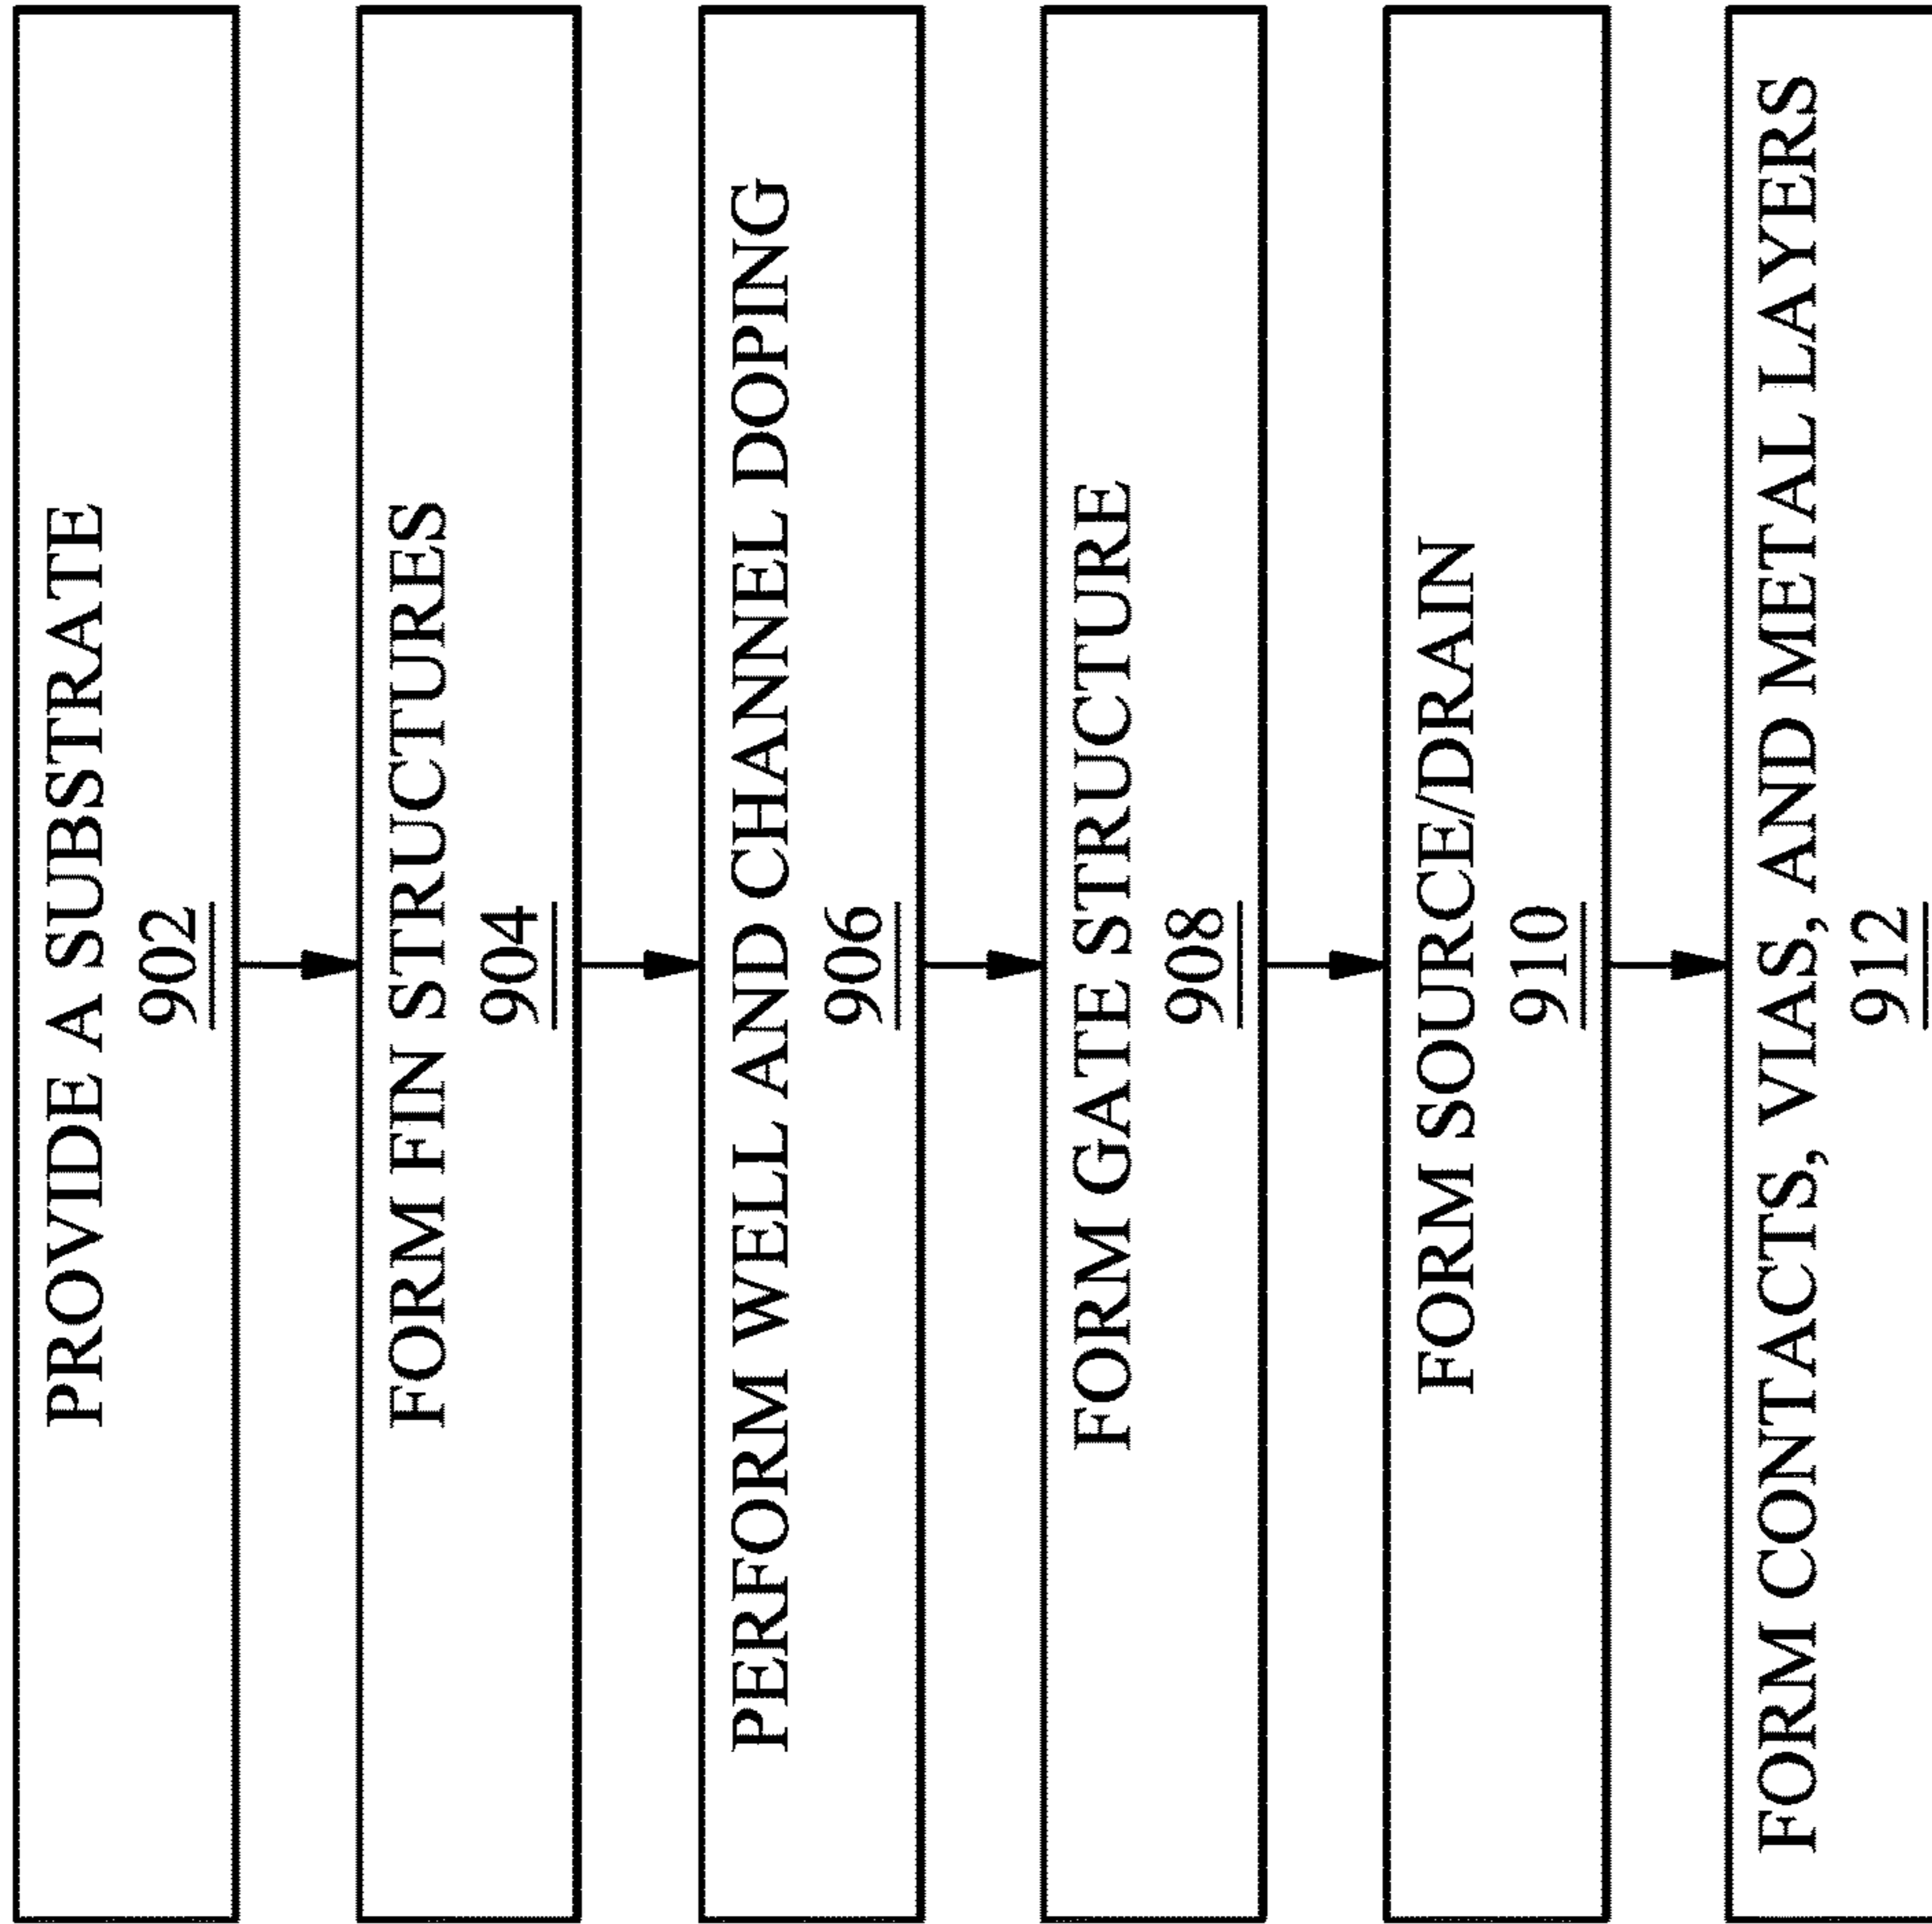 PROVIDE A SUBSTRATE
902
FORM FIN STRUCTURES
904
PERFORM WELL AND CHANNEL DOPING
906
FORM GATE STRUCTURE
908
FORM SOURCE/DRAIN
910
FORM CONTACTS, VIAS, AND METAL LAYERS
912